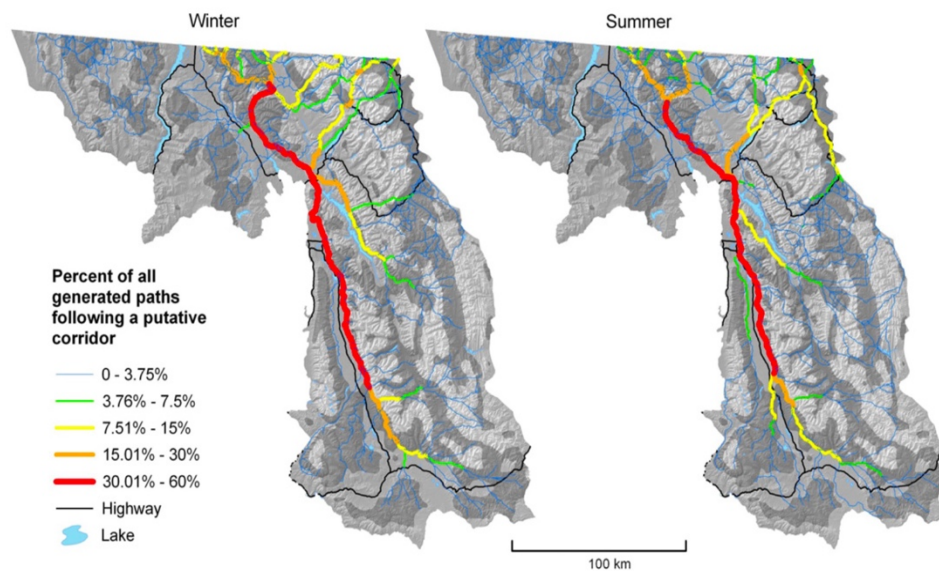 Winter
Summer
Percent of all
generated paths
following a putative
corridor
0 - 3.75%
3.76% - 7.5%
7.51% - 15%
15.01% - 30%
30.01% - 60%
Highway
Lake
100 km